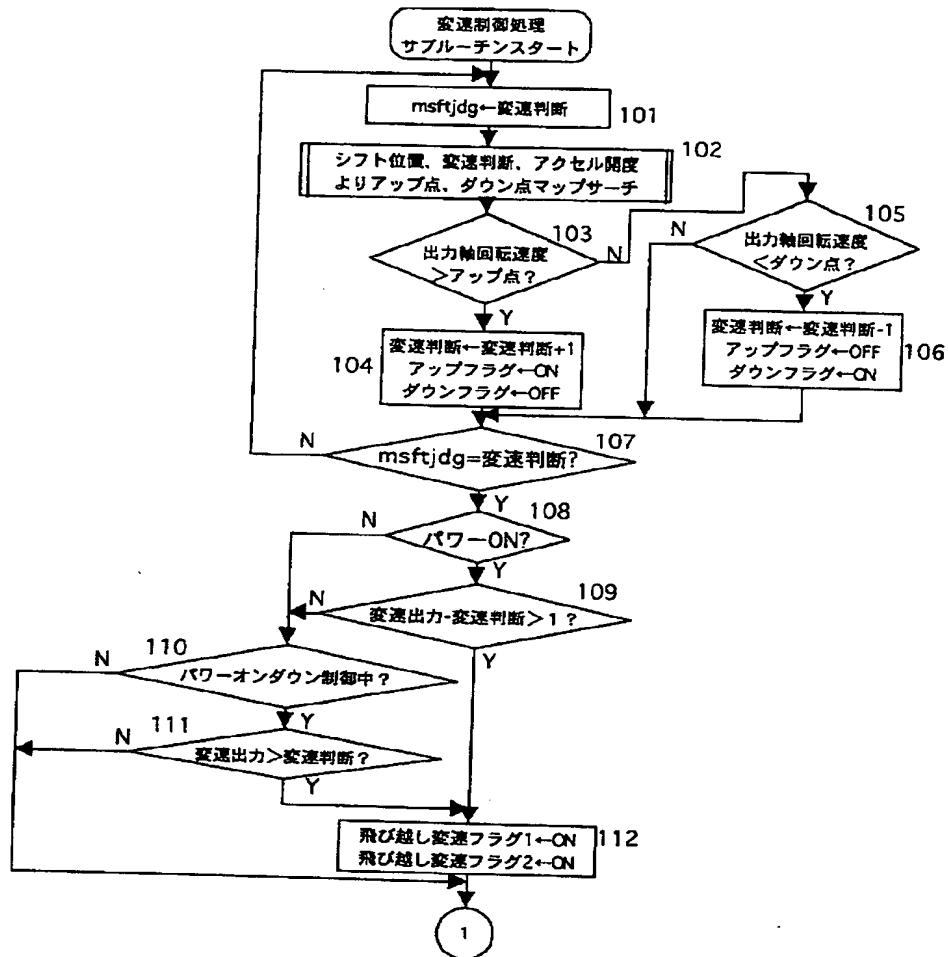 変速制御処理
サブルーチンスタート
msftjdg←変速判断
101
シフト位置、変速判断、アクセル開度
よりアップ点、ダウン点マップサーチ
102
出力軸回転速度
>アップ点?
103
N
Y
出力軸回転速度
<ダウン点?
105
N
Y
変速判断←変速判断+1
アップフラグ←ON
ダウンフラグ←OFF
104
変速判断←変速判断-1
アップフラグ←OFF
ダウンフラグ←ON
106
msftjdg=変速判断?
107
N
Y
パワーON?
108
N
Y
変速出力-変速判断>1?
109
N
Y
パワーオンダウン制御中?
110
N
Y
変速出力>変速判断?
111
N
Y
飛び越し変速フラグ1←ON
飛び越し変速フラグ2←ON
112
1